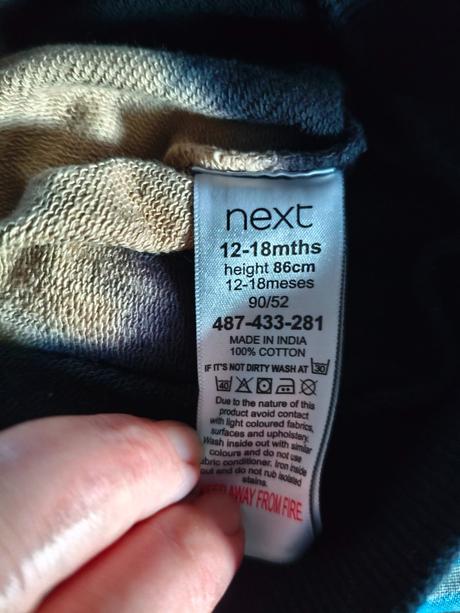 next
12-18mths
height 86cm
12-18meses
90/52
487-433-281
MADE IN INDIA
100% COTTON
IF IT'S NOT DIRTY WASH AT 30
40
Due to the nature of this
product avoid contact
with light coloured fabrics,
surfaces and upholstery.
Wash inside out with similar
colours and do not use
fabric conditioner. Iron inside
out and do not rub isolated
stains.
AWAY FROM FIRE